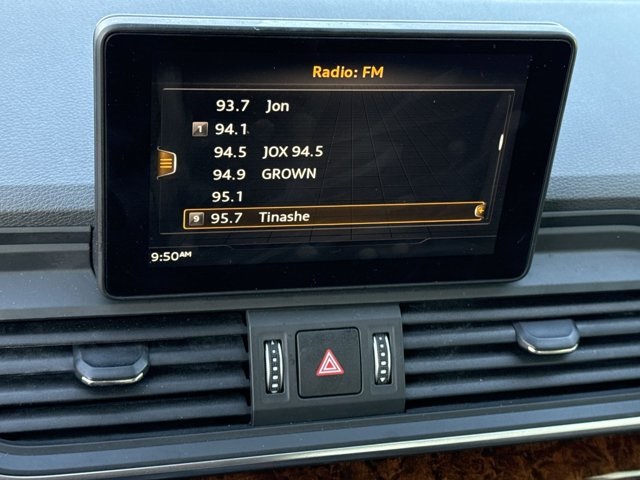 Radio: FM
93.7 Jon
1 94.1
94.5 JOX 94.5
94.9 GROWN
95.1
9 95.7 Tinashe
9:50AM